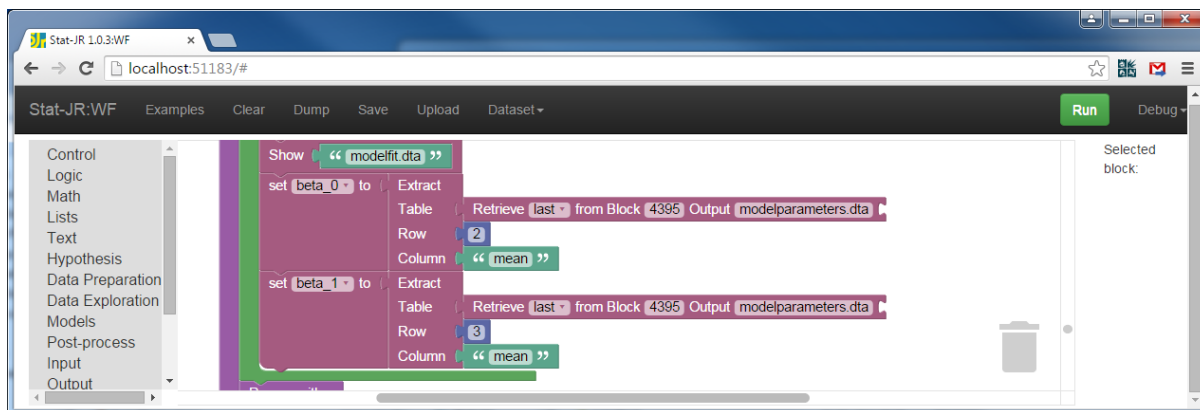 Stat-JR 1.0.3:WF
localhost:51183/#
Stat-JR:WF Examples Clear Dump Save Upload Dataset Run Debug
Control
Logic
Math
Lists
Text
Hypothesis
Data Preparation
Data Exploration
Models
Post-process
Input
Output
Show “ modelfit.dta ”
set beta_0 to Extract
Table Retrieve last from Block 4395 Output modelparameters.dta
Row 2
Column “ mean ”
set beta_1 to Extract
Table Retrieve last from Block 4395 Output modelparameters.dta
Row 3
Column “ mean ”
Selected
block: